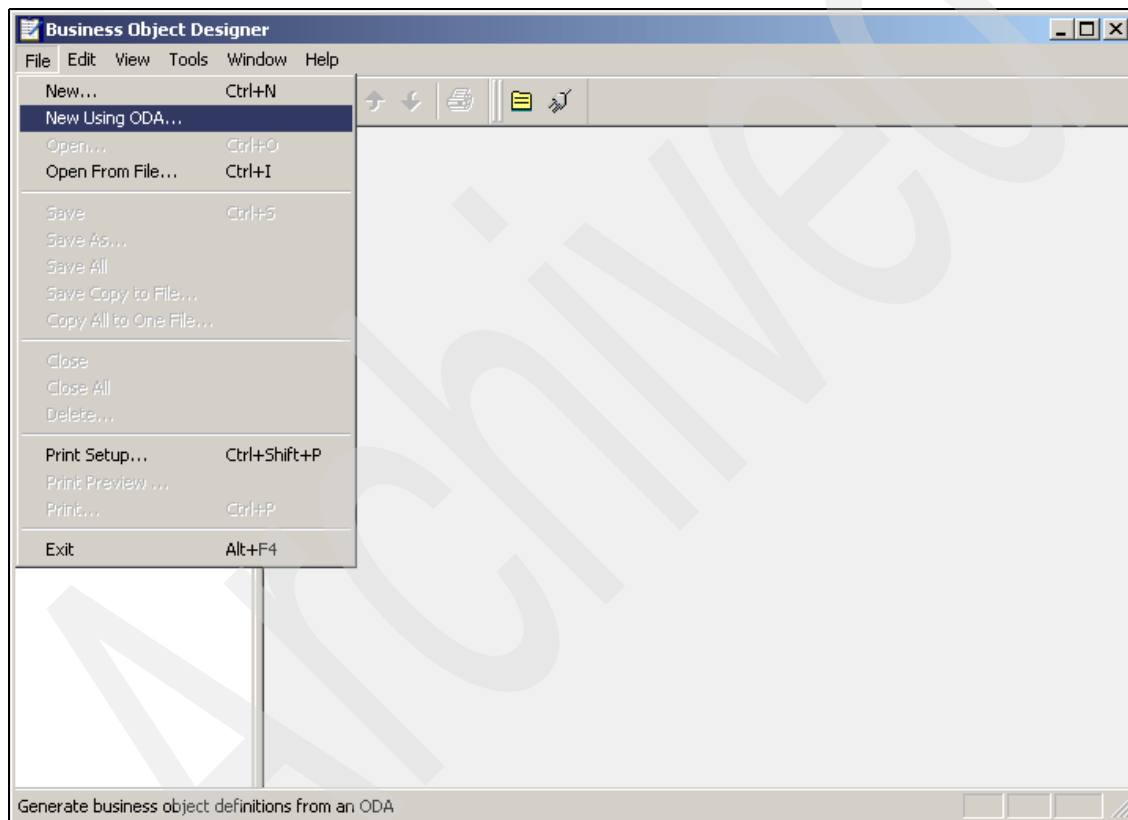 Business Object Designer
File Edit View Tools Window Help
New... Ctrl+N
New Using ODA...
Open... Ctrl+O
Open From File... Ctrl+I
Save Ctrl+S
Save As...
Save All
Save Copy to File...
Copy All to One File...
Close
Close All
Delete...
Print Setup... Ctrl+Shift+P
Print Preview ...
Print... Ctrl+P
Exit Alt+F4
Generate business object definitions from an ODA
Archived